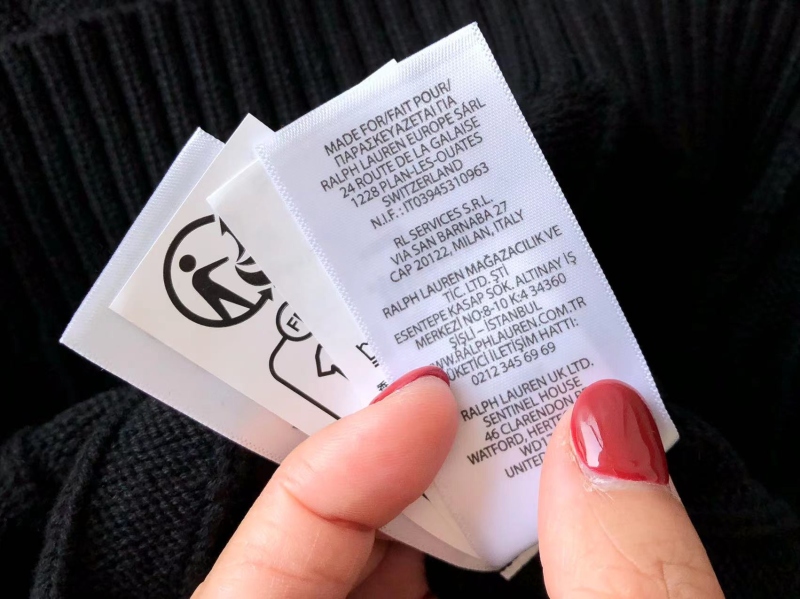 MADE FOR/FAIT POUR/
ΠΑΡΑΣΚΕΥΑΖΕΤΑΙ ΓΙΑ
RALPH LAUREN EUROPE SÀRL
24 ROUTE DE LA GALAISE
1228 PLAN-LES-OUATES
SWITZERLAND
N.I.F.: IT03945310963
RL SERVICES S.R.L.
VIA SAN BARNABA 27
CAP 20122, MILAN, ITALY
RALPH LAUREN MAĞAZACILIK VE
TİC. LTD. ŞTİ
ESENTEPE KASAP SOK. ALTINAY İŞ
MERKEZİ NO:8-10 K:4 34360
ŞİŞLİ – İSTANBUL
WWW.RALPHLAUREN.COM.TR
İLETİŞİM HATTI:
0212 345 69 69
RALPH LAUREN UK LTD.
SENTINEL HOUSE
46 CLARENDON
WATFORD,